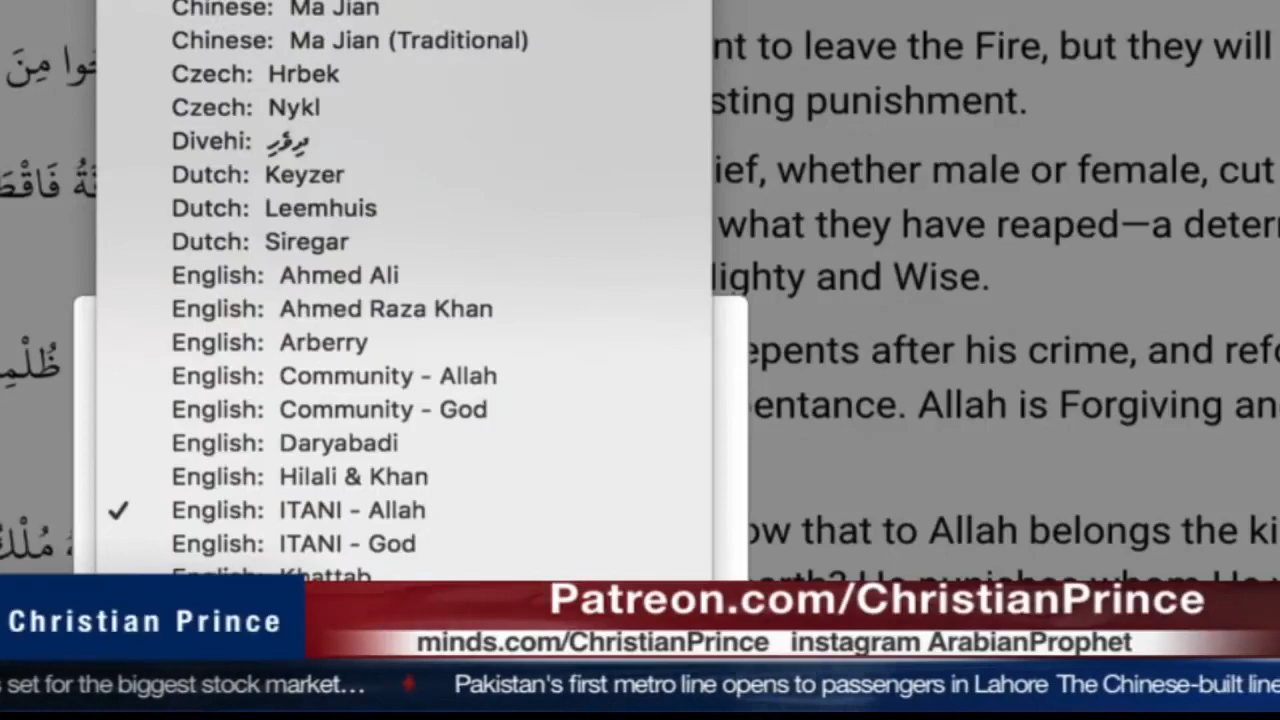 Chinese: Ma Jian
Chinese: Ma Jian (Traditional)
Czech: Hrbek
Czech: Nykl
Divehi: ދިވެހި
Dutch: Keyzer
Dutch: Leemhuis
Dutch: Siregar
English: Ahmed Ali
English: Ahmed Raza Khan
English: Arberry
English: Community - Allah
English: Community - God
English: Daryabadi
English: Hilali & Khan
✓ English: ITANI - Allah
English: ITANI - God
English: Khattab
nt to leave the Fire, but they will
sting punishment.
ief, whether male or female, cut
what they have reaped—a deterr
lighty and Wise.
epents after his crime, and refo
entance. Allah is Forgiving an
ow that to Allah belongs the ki
مِنَ
Christian Prince
Patreon.com/ChristianPrince
minds.com/ChristianPrince instagram ArabianProphet
s set for the biggest stock market... Pakistan's first metro line opens to passengers in Lahore The Chinese-built line